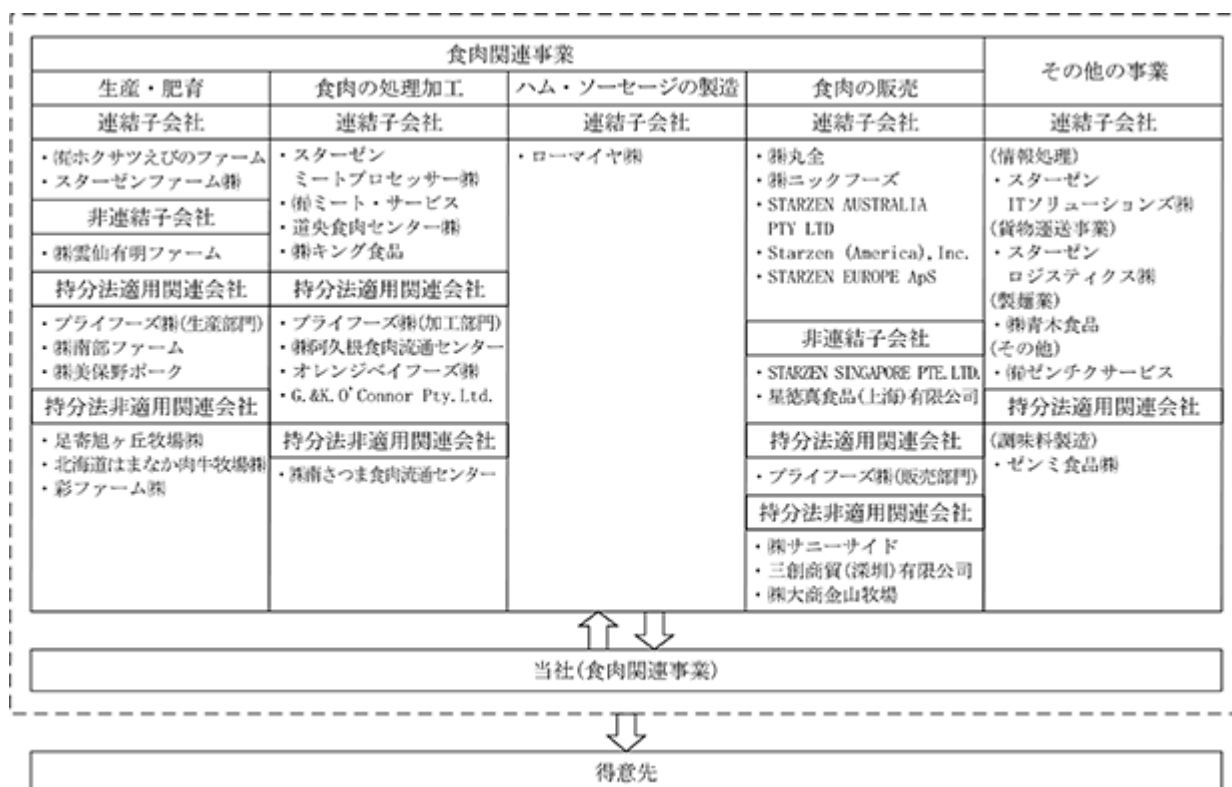 食肉関連事業
その他の事業
生産・肥育
食肉の処理加工
ハム・ソーセージの製造
食肉の販売
連結子会社
・㈲ホクサツえびのファーム
・スターゼンファーム㈱
非連結子会社
・㈱雲仙有明ファーム
持分法適用関連会社
・プライフーズ㈱(生産部門)
・㈱南部ファーム
・㈱美保野ポーク
持分法非適用関連会社
・足寄旭ヶ丘牧場㈱
・北海道はまなか肉牛牧場㈱
・彩ファーム㈱
連結子会社
・スターゼン
ミートプロセッサー㈱
・㈲ミート・サービス
・道央食肉センター㈱
・㈱キング食品
持分法適用関連会社
・プライフーズ㈱(加工部門)
・㈱阿久根食肉流通センター
・オレンジベイフーズ㈱
・G.&K.O'Connor Pty.Ltd.
持分法非適用関連会社
・㈱南さつま食肉流通センター
連結子会社
・ローマイヤ㈱
連結子会社
・㈱丸全
・㈱ニックフーズ
・STARZEN AUSTRALIA
PTY LTD
・Starzen (America),Inc.
・STARZEN EUROPE ApS
非連結子会社
・STARZEN SINGAPORE PTE.LTD.
・星徳真食品(上海)有限公司
持分法適用関連会社
・プライフーズ㈱(販売部門)
持分法非適用関連会社
・㈱サニーサイド
・三創商貿(深圳)有限公司
・㈱大商金山牧場
連結子会社
(情報処理)
・スターゼン
ITソリューションズ㈱
(貨物運送事業)
・スターゼン
ロジスティクス㈱
(製麺業)
・㈱青木食品
(その他)
・㈲ゼンチクサービス
持分法適用関連会社
(調味料製造)
・ゼンミ食品㈱
当社(食肉関連事業)
得意先